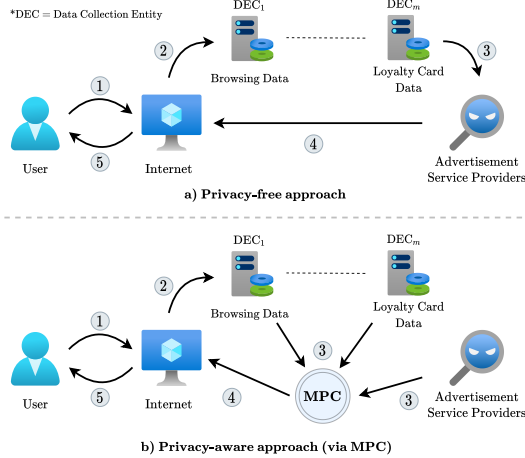 *DEC = Data Collection Entity
DEC1
DECm
2
3
1
Browsing Data
Loyalty Card
Data
4
5
User
Internet
Advertisement
Service Providers
a) Privacy-free approach
DEC1
DECm
2
Browsing Data
Loyalty Card
Data
1
3
MPC
5
4
3
User
Internet
Advertisement
Service Providers
b) Privacy-aware approach (via MPC)